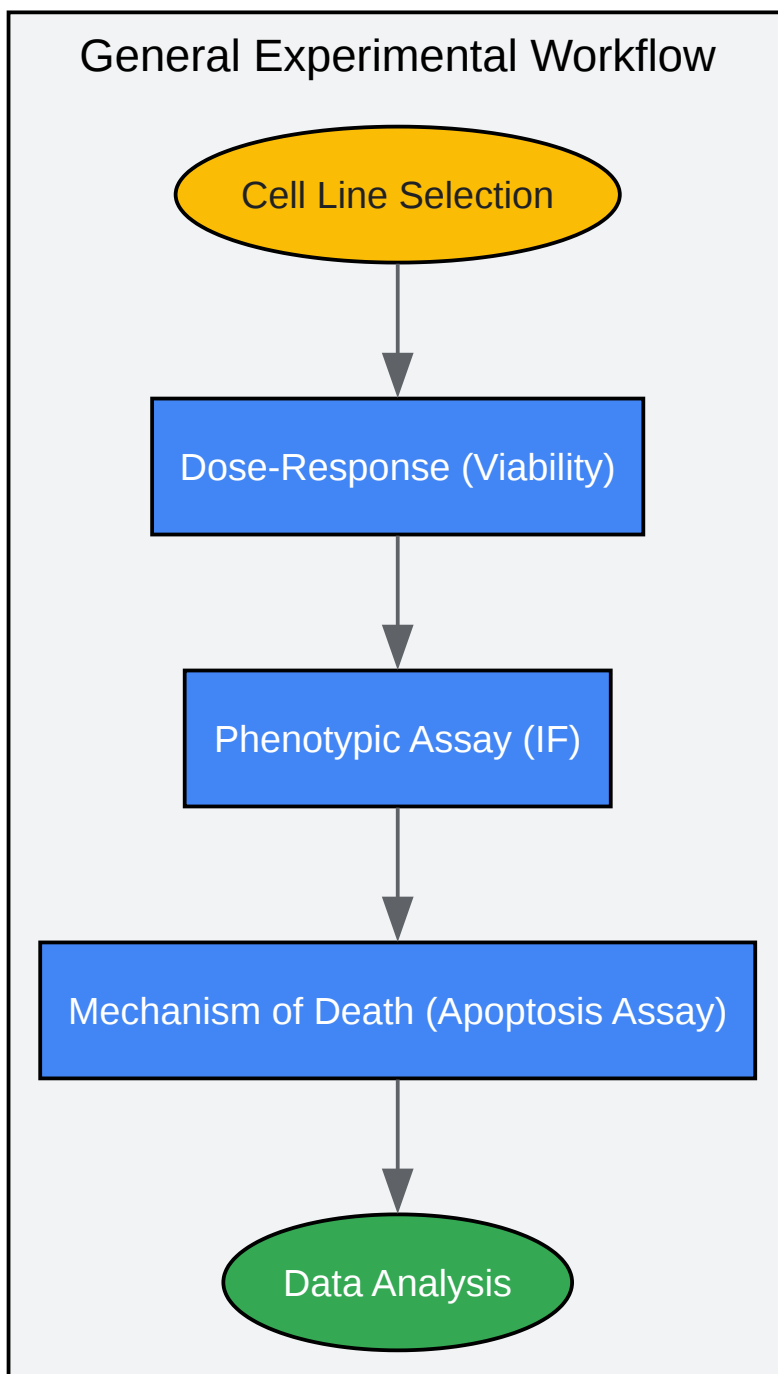 General Experimental Workflow
Cell Line Selection
Dose-Response (Viability)
Phenotypic Assay (IF)
Mechanism of Death (Apoptosis Assay)
Data Analysis